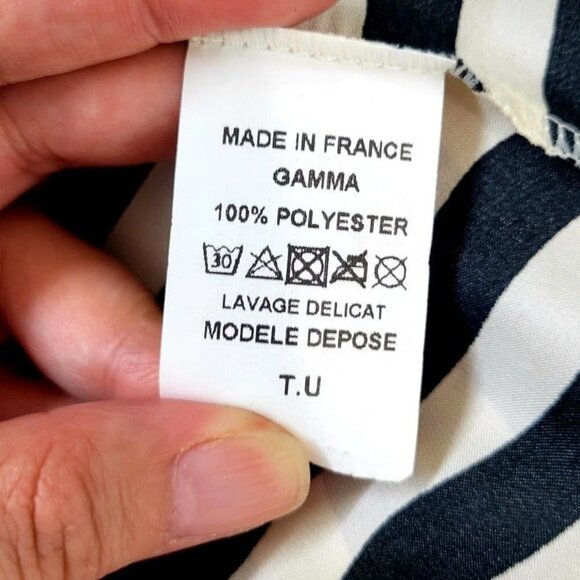 MADE IN FRANCE
GAMMA
100% POLYESTER
30
LAVAGE DELICAT
MODELE DEPOSE
T.U